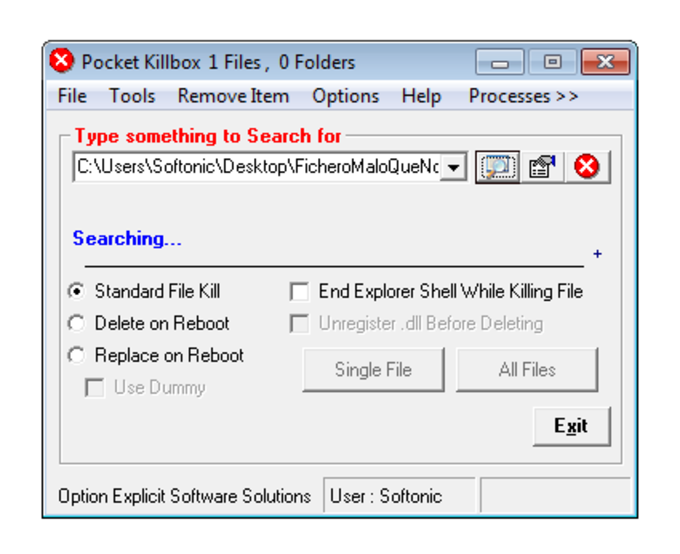 Pocket Killbox 1 Files, 0 Folders
File Tools Remove Item Options Help Processes >>
Type something to Search for
C:\Users\Softonic\Desktop\FicheroMaloQueNo
Searching...
+
Standard File Kill
End Explorer Shell While Killing File
Delete on Reboot
Unregister .dll Before Deleting
Replace on Reboot
Use Dummy
Single File
All Files
Exit
Option Explicit Software Solutions
User : Softonic